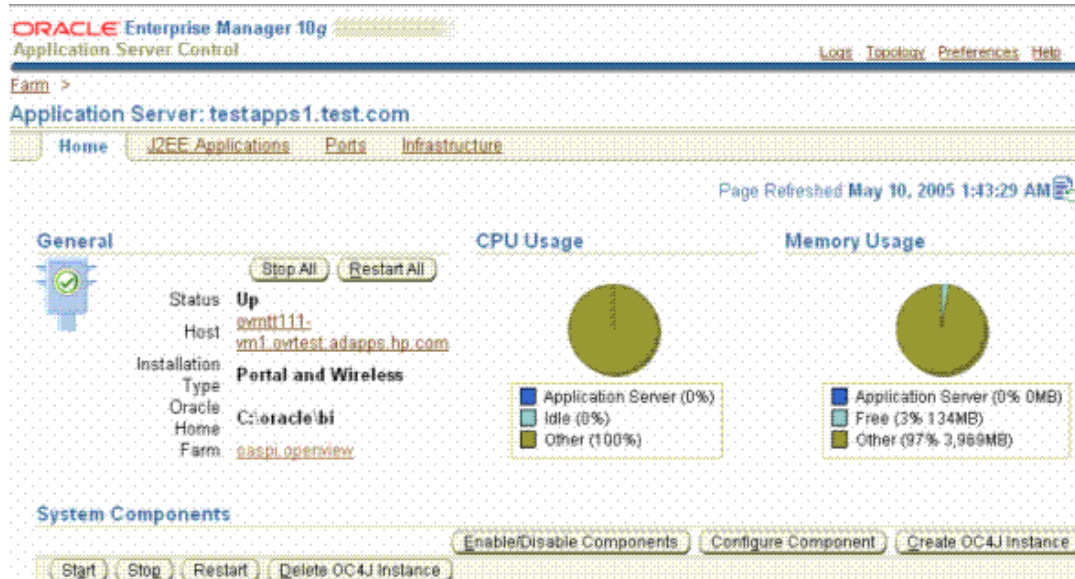 ORACLE Enterprise Manager 10g
Application Server Control
Logs Topology Preferences Help
Farm >
Application Server: testapps1.test.com
Home J2EE Applications Ports Infrastructure
Page Refreshed May 10, 2005 1:43:29 AM
General
CPU Usage
Memory Usage
Stop All Restart All
Status Up
Host ovrntt111-
vm1.ovrtest.adapps.hp.com
Installation Type Portal and Wireless
Oracle Home C:\oracle\bi
Farm oaspi.openview
Application Server (0%)
Idle (0%)
Other (100%)
Application Server (0% 0MB)
Free (3% 134MB)
Other (97% 3,969MB)
System Components
Enable/Disable Components Configure Component Create OC4J Instance
Start Stop Restart Delete OC4J Instance